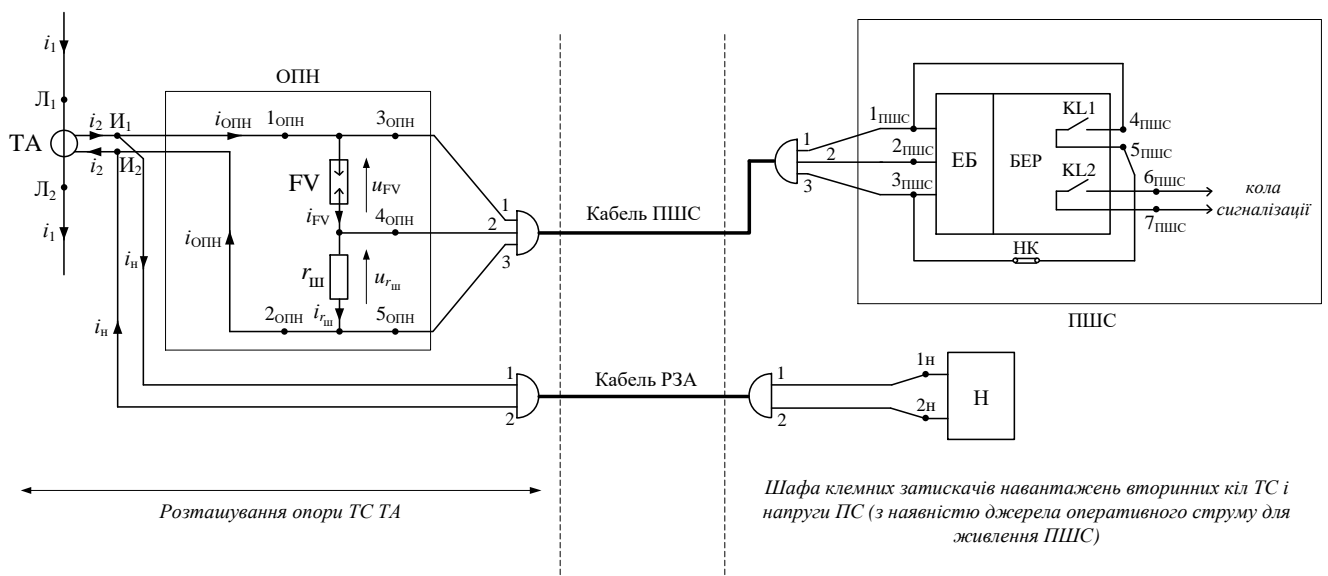 i₁
Л₁
ТА
i₂ И₁
i₂ И₂
Л₂
i₁
iн
iн
ОПН
iОПН
1ОПН
3ОПН
FV
uFV
iFV
4ОПН
iОПН
rШ
urш
irш
2ОПН
5ОПН
1
2
3
Кабель ПШС
1
2
3
1ПШС
2ПШС
3ПШС
ЕБ
БЕР
KL1
KL2
4ПШС
5ПШС
6ПШС
7ПШС
кола
сигналізації
НК
ПШС
1
2
Кабель РЗА
1
2
1н
2н
Н
Розташування опори ТС ТА
Шафа клемних затискачів навантажень вторинних кіл ТС і
напруги ПС (з наявністю джерела оперативного струму для
живлення ПШС)